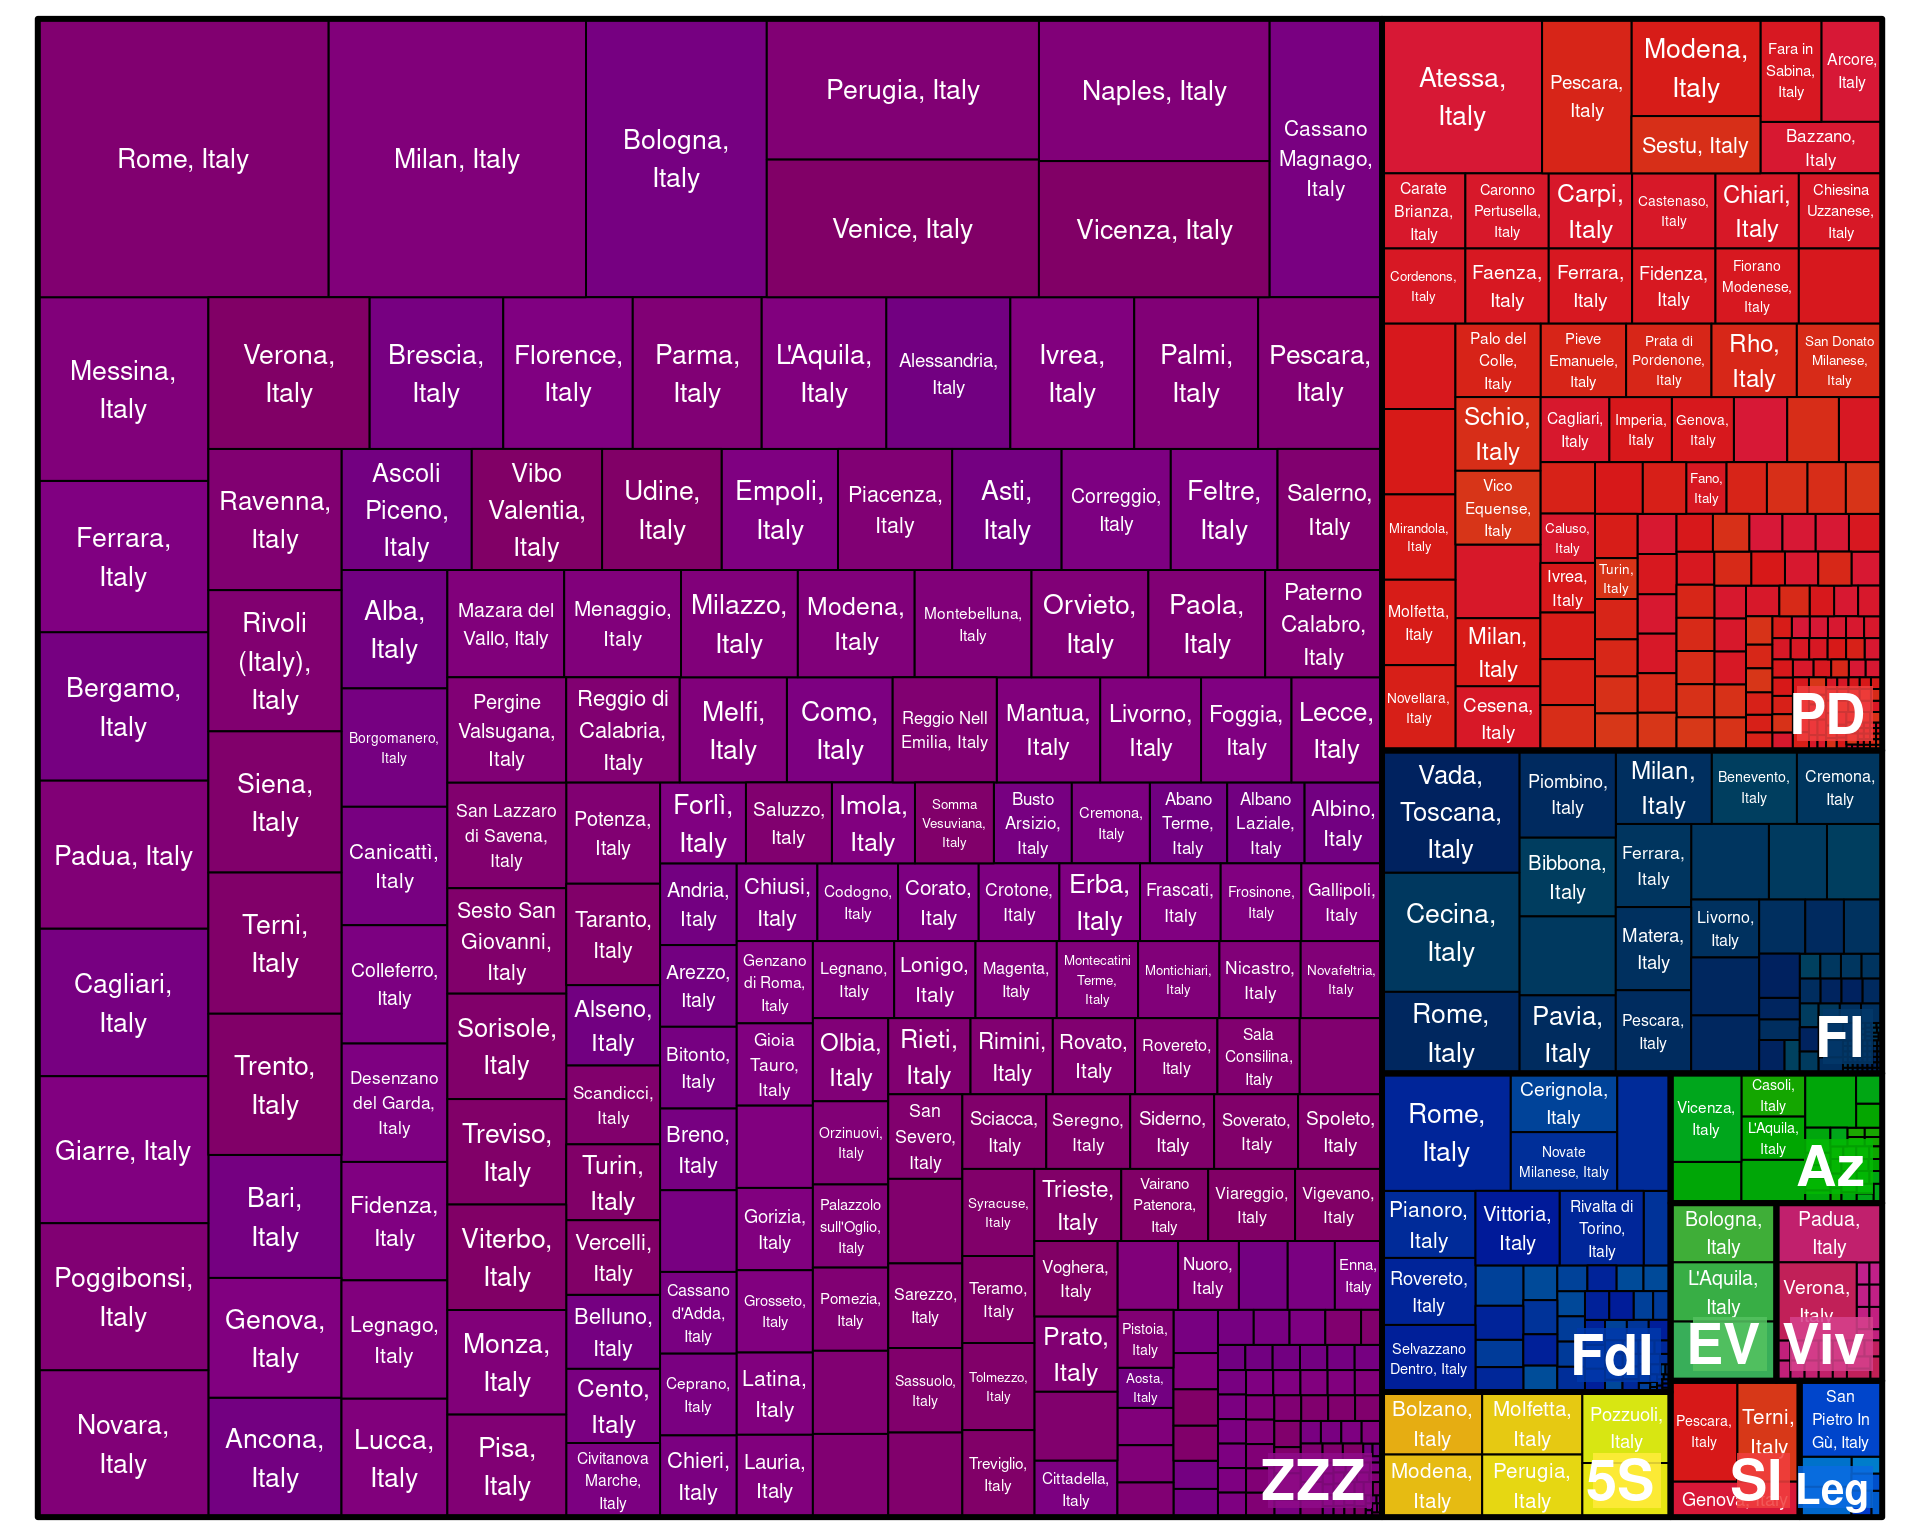 Rome, Italy
Milan, Italy
Bologna,
Italy
Perugia, Italy
Venice, Italy
Naples, Italy
Vicenza, Italy
Cassano
Magnago,
Italy
Messina,
Italy
Verona,
Italy
Brescia,
Italy
Florence,
Italy
Parma,
Italy
L'Aquila,
Italy
Alessandria,
Italy
Ivrea,
Italy
Palmi,
Italy
Pescara,
Italy
Ferrara,
Italy
Bergamo,
Italy
Padua, Italy
Cagliari,
Italy
Giarre, Italy
Poggibonsi,
Italy
Novara,
Italy
Ravenna,
Italy
Rivoli
(Italy),
Italy
Siena,
Italy
Terni,
Italy
Trento,
Italy
Bari,
Italy
Genova,
Italy
Ancona,
Italy
Ascoli
Piceno,
Italy
Vibo
Valentia,
Italy
Udine,
Italy
Empoli,
Italy
Piacenza,
Italy
Asti,
Italy
Correggio,
Italy
Feltre,
Italy
Salerno,
Italy
Alba,
Italy
Borgomanero,
Italy
Canicattì,
Italy
Colleferro,
Italy
Desenzano
del Garda,
Italy
Fidenza,
Italy
Legnago,
Italy
Lucca,
Italy
Mazara del
Vallo, Italy
Menaggio,
Italy
Milazzo,
Italy
Modena,
Italy
Montebelluna,
Italy
Orvieto,
Italy
Paola,
Italy
Paterno
Calabro,
Italy
Pergine
Valsugana,
Italy
Reggio di
Calabria,
Italy
Melfi,
Italy
Como,
Italy
Reggio Nell
Emilia, Italy
Mantua,
Italy
Livorno,
Italy
Foggia,
Italy
Lecce,
Italy
San Lazzaro
di Savena,
Italy
Sesto San
Giovanni,
Italy
Sorisole,
Italy
Treviso,
Italy
Viterbo,
Italy
Monza,
Italy
Pisa,
Italy
Potenza,
Italy
Taranto,
Italy
Alseno,
Italy
Scandicci,
Italy
Turin,
Italy
Vercelli,
Italy
Belluno,
Italy
Cento,
Italy
Civitanova
Marche,
Italy
Forlì,
Italy
Saluzzo,
Italy
Imola,
Italy
Somma
Vesuviana,
Italy
Busto
Arsizio,
Italy
Cremona,
Italy
Abano
Terme,
Italy
Albano
Laziale,
Italy
Albino,
Italy
Andria,
Italy
Arezzo,
Italy
Bitonto,
Italy
Breno,
Italy
Cassano
d'Adda,
Italy
Ceprano,
Italy
Chieri,
Italy
Chiusi,
Italy
Codogno,
Italy
Corato,
Italy
Crotone,
Italy
Erba,
Italy
Frascati,
Italy
Frosinone,
Italy
Gallipoli,
Italy
Genzano
di Roma,
Italy
Gioia
Tauro,
Italy
Gorizia,
Italy
Grosseto,
Italy
Latina,
Italy
Lauria,
Italy
Legnano,
Italy
Lonigo,
Italy
Magenta,
Italy
Montecatini
Terme,
Italy
Montichiari,
Italy
Nicastro,
Italy
Novafeltria,
Italy
Olbia,
Italy
Orzinuovi,
Italy
Palazzolo
sull'Oglio,
Italy
Pomezia,
Italy
Rieti,
Italy
Rimini,
Italy
Rovato,
Italy
Rovereto,
Italy
Sala
Consilina,
Italy
San
Severo,
Italy
Sarezzo,
Italy
Sassuolo,
Italy
Sciacca,
Italy
Seregno,
Italy
Siderno,
Italy
Soverato,
Italy
Spoleto,
Italy
Syracuse,
Italy
Teramo,
Italy
Tolmezzo,
Italy
Treviglio,
Italy
Trieste,
Italy
Vairano
Patenora,
Italy
Viareggio,
Italy
Vigevano,
Italy
Voghera,
Italy
Prato,
Italy
Cittadella,
Italy
Nuoro,
Italy
Enna,
Italy
Pistoia,
Italy
Aosta,
Italy
ZZZ
Atessa,
Italy
Pescara,
Italy
Modena,
Italy
Sestu, Italy
Fara in
Sabina,
Italy
Arcore,
Italy
Bazzano,
Italy
Carate
Brianza,
Italy
Caronno
Pertusella,
Italy
Carpi,
Italy
Castenaso,
Italy
Chiari,
Italy
Chiesina
Uzzanese,
Italy
Cordenons,
Italy
Faenza,
Italy
Ferrara,
Italy
Fidenza,
Italy
Fiorano
Modenese,
Italy
Mirandola,
Italy
Molfetta,
Italy
Novellara,
Italy
Palo del
Colle,
Italy
Pieve
Emanuele,
Italy
Prata di
Pordenone,
Italy
Rho,
Italy
San Donato
Milanese,
Italy
Schio,
Italy
Vico
Equense,
Italy
Milan,
Italy
Cesena,
Italy
Cagliari,
Italy
Imperia,
Italy
Genova,
Italy
Fano,
Italy
Caluso,
Italy
Ivrea,
Italy
Turin,
Italy
PD
Vada,
Toscana,
Italy
Cecina,
Italy
Rome,
Italy
Piombino,
Italy
Bibbona,
Italy
Pavia,
Italy
Milan,
Italy
Benevento,
Italy
Cremona,
Italy
Ferrara,
Italy
Matera,
Italy
Pescara,
Italy
Livorno,
Italy
FI
Rome,
Italy
Cerignola,
Italy
Novate
Milanese, Italy
Pianoro,
Italy
Rovereto,
Italy
Selvazzano
Dentro, Italy
Vittoria,
Italy
Rivalta di
Torino,
Italy
FdI
Vicenza,
Italy
Casoli,
Italy
L'Aquila,
Italy
Az
Bologna,
Italy
L'Aquila,
Italy
EV
Padua,
Italy
Verona,
Italy
Viv
Bolzano,
Italy
Modena,
Italy
Molfetta,
Italy
Perugia,
Italy
Pozzuoli,
Italy
5S
Pescara,
Italy
Terni,
Italy
Genova, Italy
SI
San
Pietro In
Gù, Italy
Leg